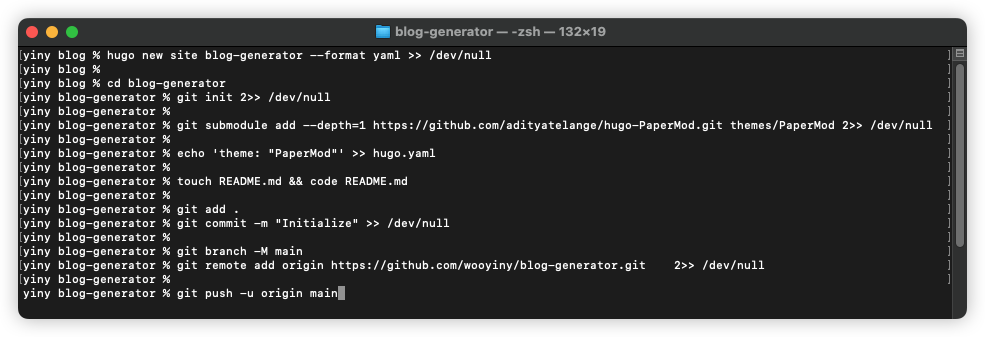 blog-generator — -zsh — 132×19
yiny blog % hugo new site blog-generator --format yaml >> /dev/null
yiny blog %
yiny blog % cd blog-generator
yiny blog-generator % git init 2>> /dev/null
yiny blog-generator %
yiny blog-generator % git submodule add --depth=1 https://github.com/adityatelange/hugo-PaperMod.git themes/PaperMod 2>> /dev/null
yiny blog-generator %
yiny blog-generator % echo 'theme: "PaperMod"' >> hugo.yaml
yiny blog-generator %
yiny blog-generator % touch README.md && code README.md
yiny blog-generator %
yiny blog-generator % git add .
yiny blog-generator % git commit -m "Initialize" >> /dev/null
yiny blog-generator %
yiny blog-generator % git branch -M main
yiny blog-generator % git remote add origin https://github.com/wooyiny/blog-generator.git    2>> /dev/null
yiny blog-generator %
yiny blog-generator % git push -u origin main